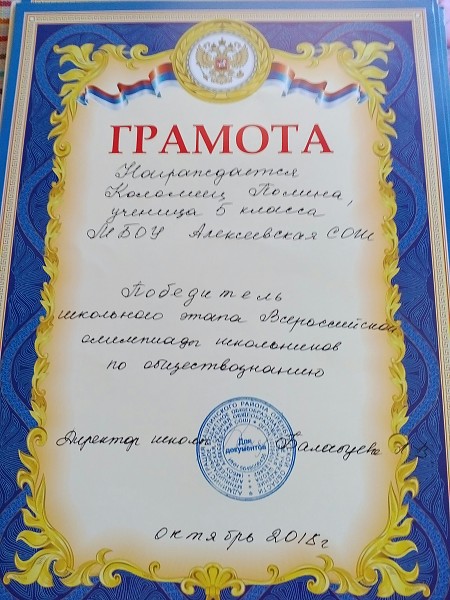 ГРАМОТА
Награждается
Коломиец Полина,
ученица 5 класса
МБОУ Алексеевская СОШ
Победитель
школьного этапа Всероссийской
олимпиады школьников
по обществознанию
Директор школы
Для
документов
октябрь 2018г